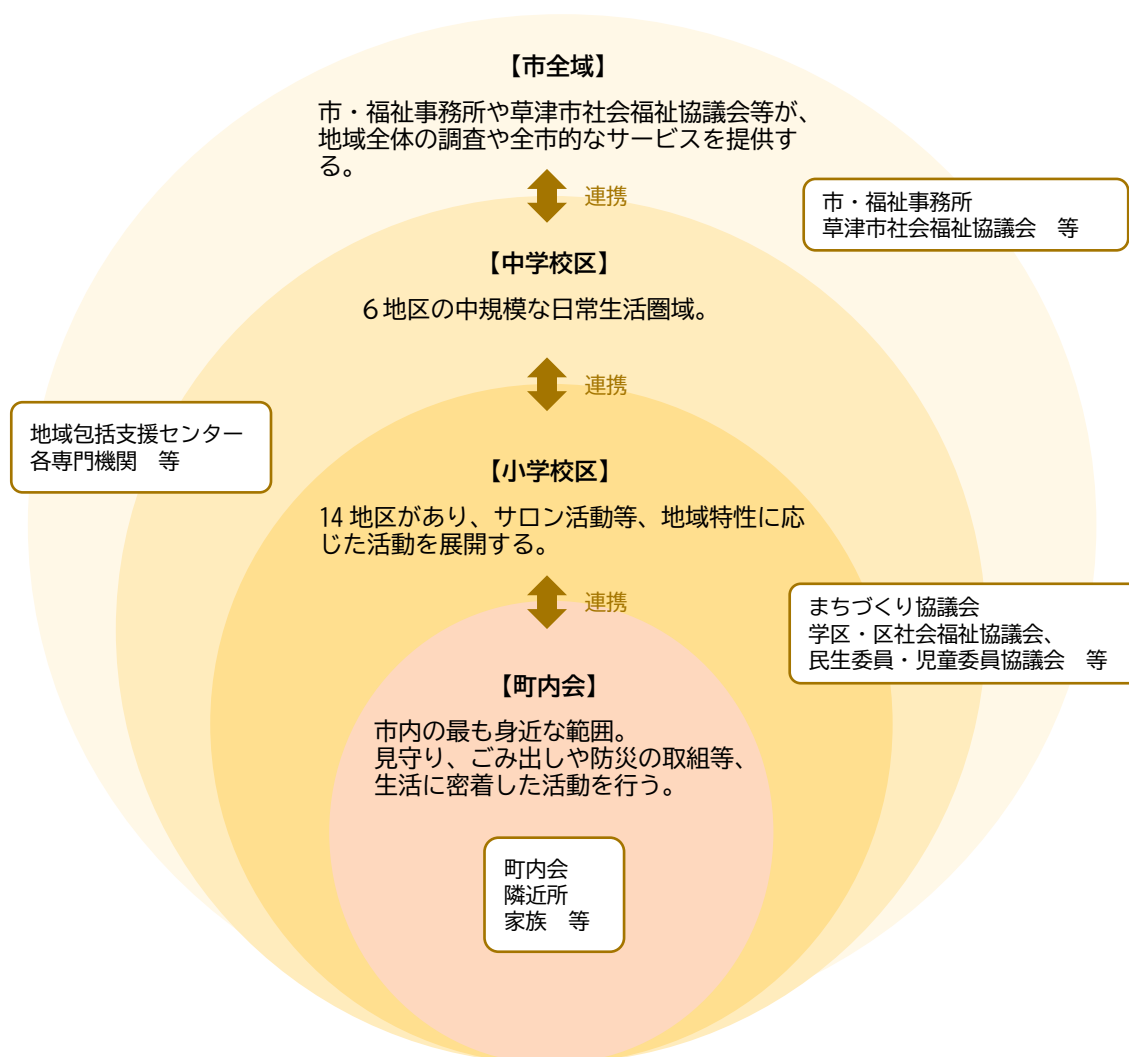 【市全域】
市・福祉事務所や草津市社会福祉協議会等が、
地域全体の調査や全市的なサービスを提供す
る。
連携
市・福祉事務所
草津市社会福祉協議会　等
【中学校区】
６地区の中規模な日常生活圏域。
連携
地域包括支援センター
各専門機関　等
【小学校区】
14 地区があり、サロン活動等、地域特性に応
じた活動を展開する。
連携
まちづくり協議会
学区・区社会福祉協議会、
民生委員・児童委員協議会　等
【町内会】
市内の最も身近な範囲。
見守り、ごみ出しや防災の取組等、
生活に密着した活動を行う。
町内会
隣近所
家族　等